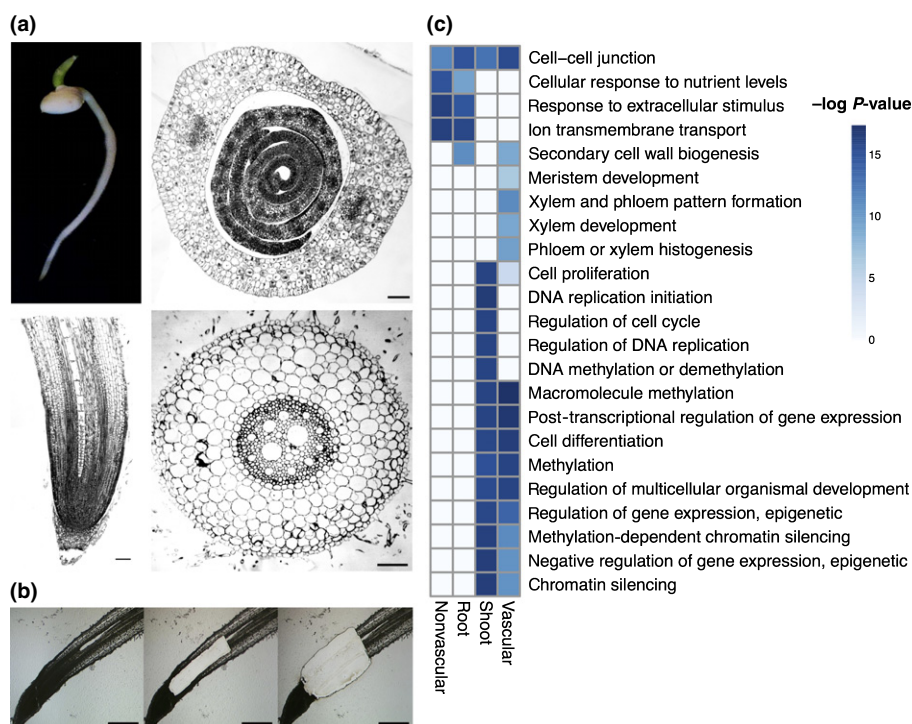 (a)
(b)
(c)
Cell–cell junction
Cellular response to nutrient levels
Response to extracellular stimulus
Ion transmembrane transport
Secondary cell wall biogenesis
Meristem development
Xylem and phloem pattern formation
Xylem development
Phloem or xylem histogenesis
Cell proliferation
DNA replication initiation
Regulation of cell cycle
Regulation of DNA replication
DNA methylation or demethylation
Macromolecule methylation
Post-transcriptional regulation of gene expression
Cell differentiation
Methylation
Regulation of multicellular organismal development
Regulation of gene expression, epigenetic
Methylation-dependent chromatin silencing
Negative regulation of gene expression, epigenetic
Chromatin silencing
Nonvascular
Root
Shoot
Vascular
–log P-value
15
10
5
0